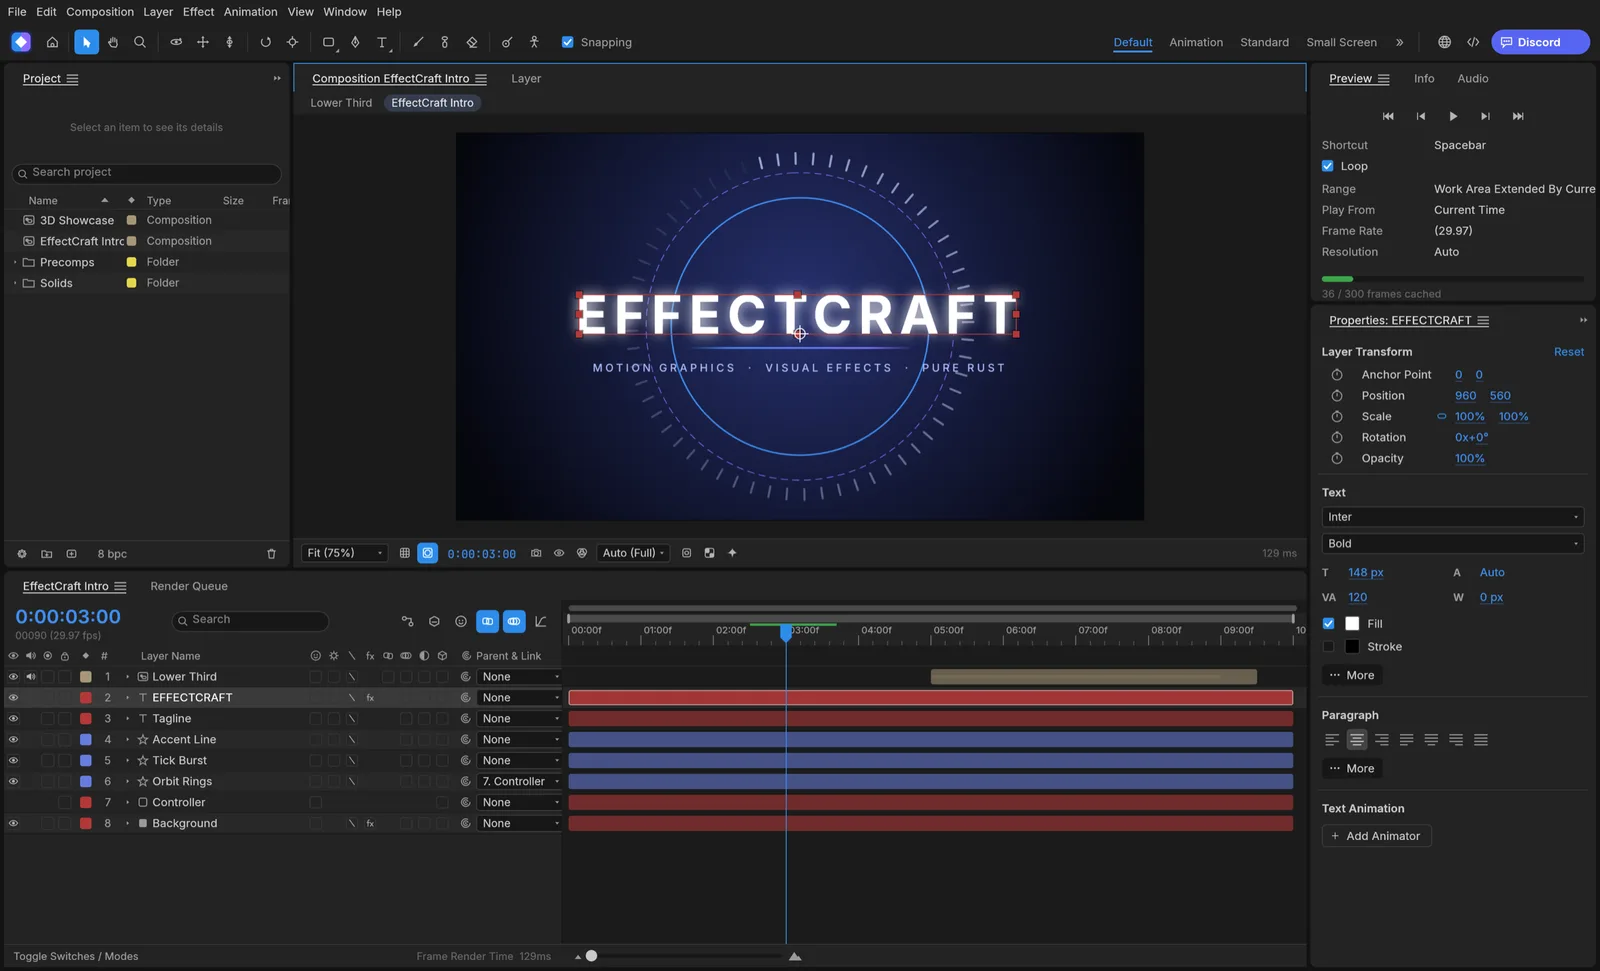 File Edit Composition Layer Effect Animation View Window Help
Snapping
Default Animation Standard Small Screen Discord
Project
Select an item to see its details
Search project
Name Type Size Fra
3D Showcase Composition
EffectCraft Intro Composition
Precomps Folder
Solids Folder
8 bpc
Composition EffectCraft Intro Layer
Lower Third EffectCraft Intro
EFFECTCRAFT
MOTION GRAPHICS · VISUAL EFFECTS · PURE RUST
Fit (75%) 0:00:03:00 Auto (Full) 129 ms
Preview Info Audio
Shortcut Spacebar
Loop
Range Work Area Extended By Curre
Play From Current Time
Frame Rate (29.97)
Resolution Auto
36 / 300 frames cached
Properties: EFFECTCRAFT
Layer Transform Reset
Anchor Point 0 0
Position 960 560
Scale 100% 100%
Rotation 0x+0°
Opacity 100%
Text
Inter
Bold
T 148 px A Auto
VA 120 W 0 px
Fill
Stroke
More
Paragraph
More
Text Animation
+ Add Animator
EffectCraft Intro Render Queue
0:00:03:00
00090 (29.97 fps)
Search
00:00f 01:00f 02:00f 03:00f 04:00f 05:00f 06:00f 07:00f 08:00f 09:00f 10
# Layer Name fx Parent & Link
1 Lower Third None
2 T EFFECTCRAFT fx None
3 T Tagline None
4 Accent Line None
5 Tick Burst None
6 Orbit Rings 7. Controller
7 Controller None
8 Background fx None
Toggle Switches / Modes Frame Render Time 129ms